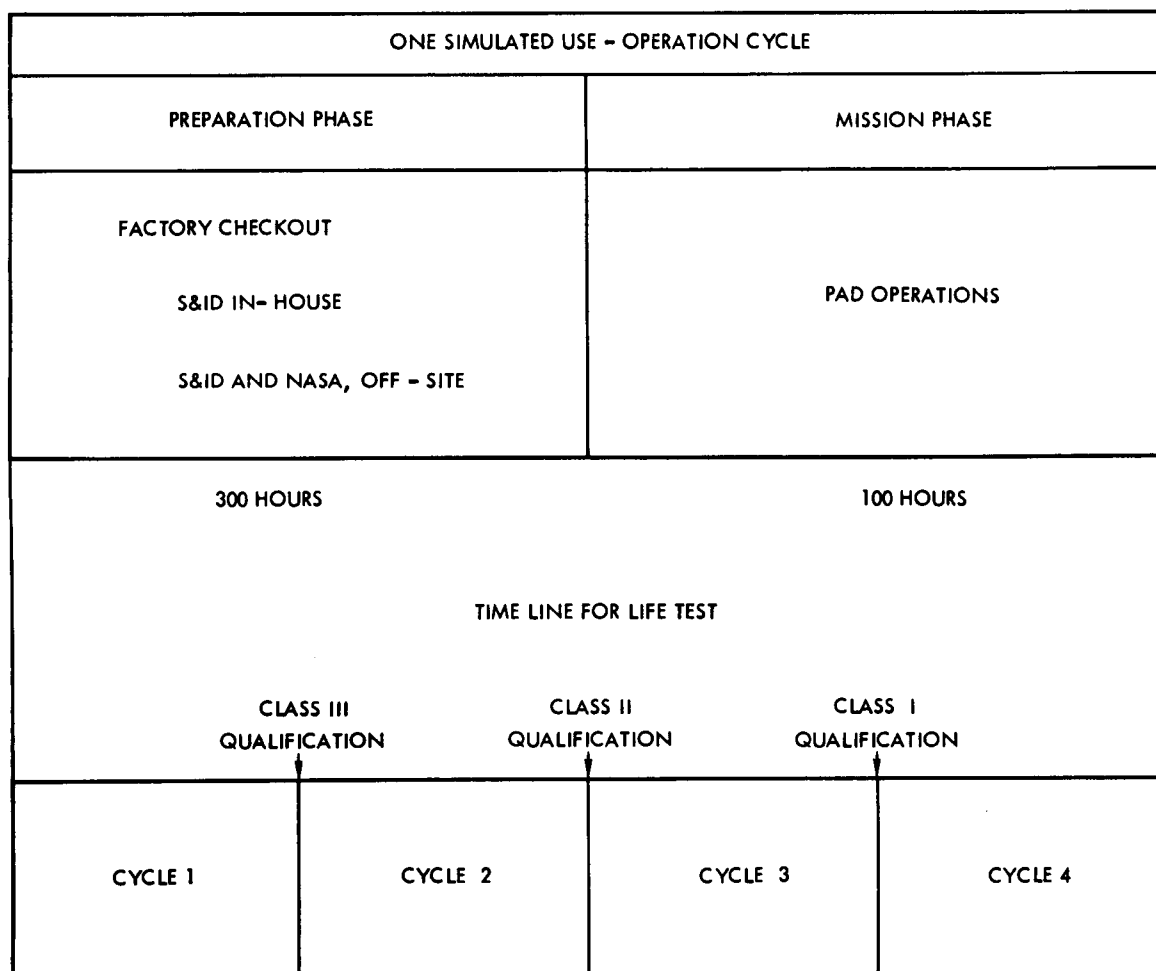 ONE SIMULATED USE - OPERATION CYCLE
PREPARATION PHASE
MISSION PHASE
FACTORY CHECKOUT
S&ID IN- HOUSE
S&ID AND NASA, OFF - SITE
PAD OPERATIONS
300 HOURS
100 HOURS
TIME LINE FOR LIFE TEST
CLASS III
QUALIFICATION
CLASS II
QUALIFICATION
CLASS I
QUALIFICATION
CYCLE 1
CYCLE 2
CYCLE 3
CYCLE 4